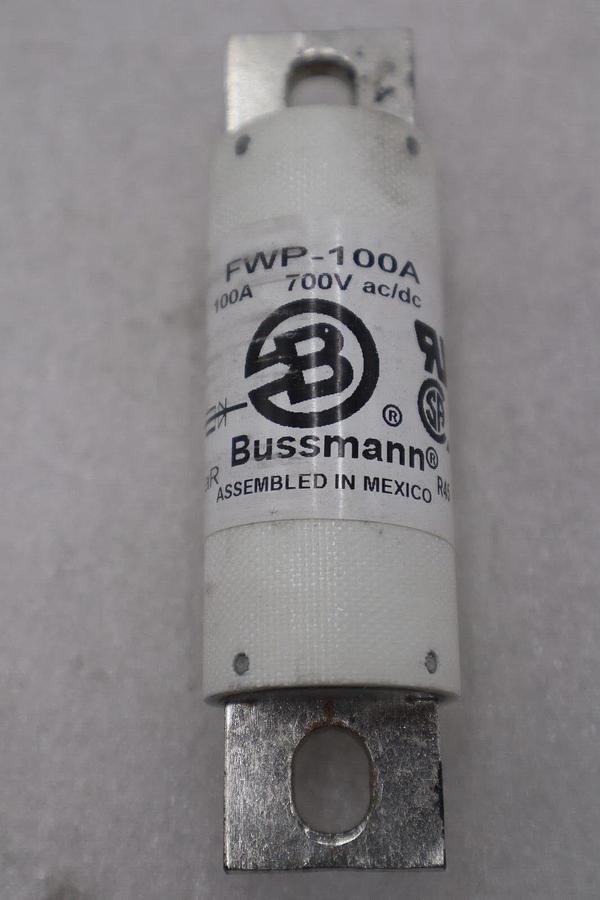 FWP-100A
100A 700V ac/dc
B
®
Bussmann®
ASSEMBLED IN MEXICO